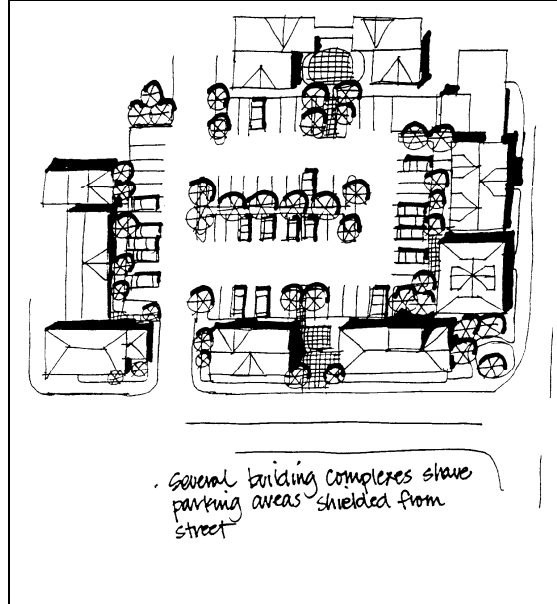 . Several building complexes share
parking areas shielded from
street